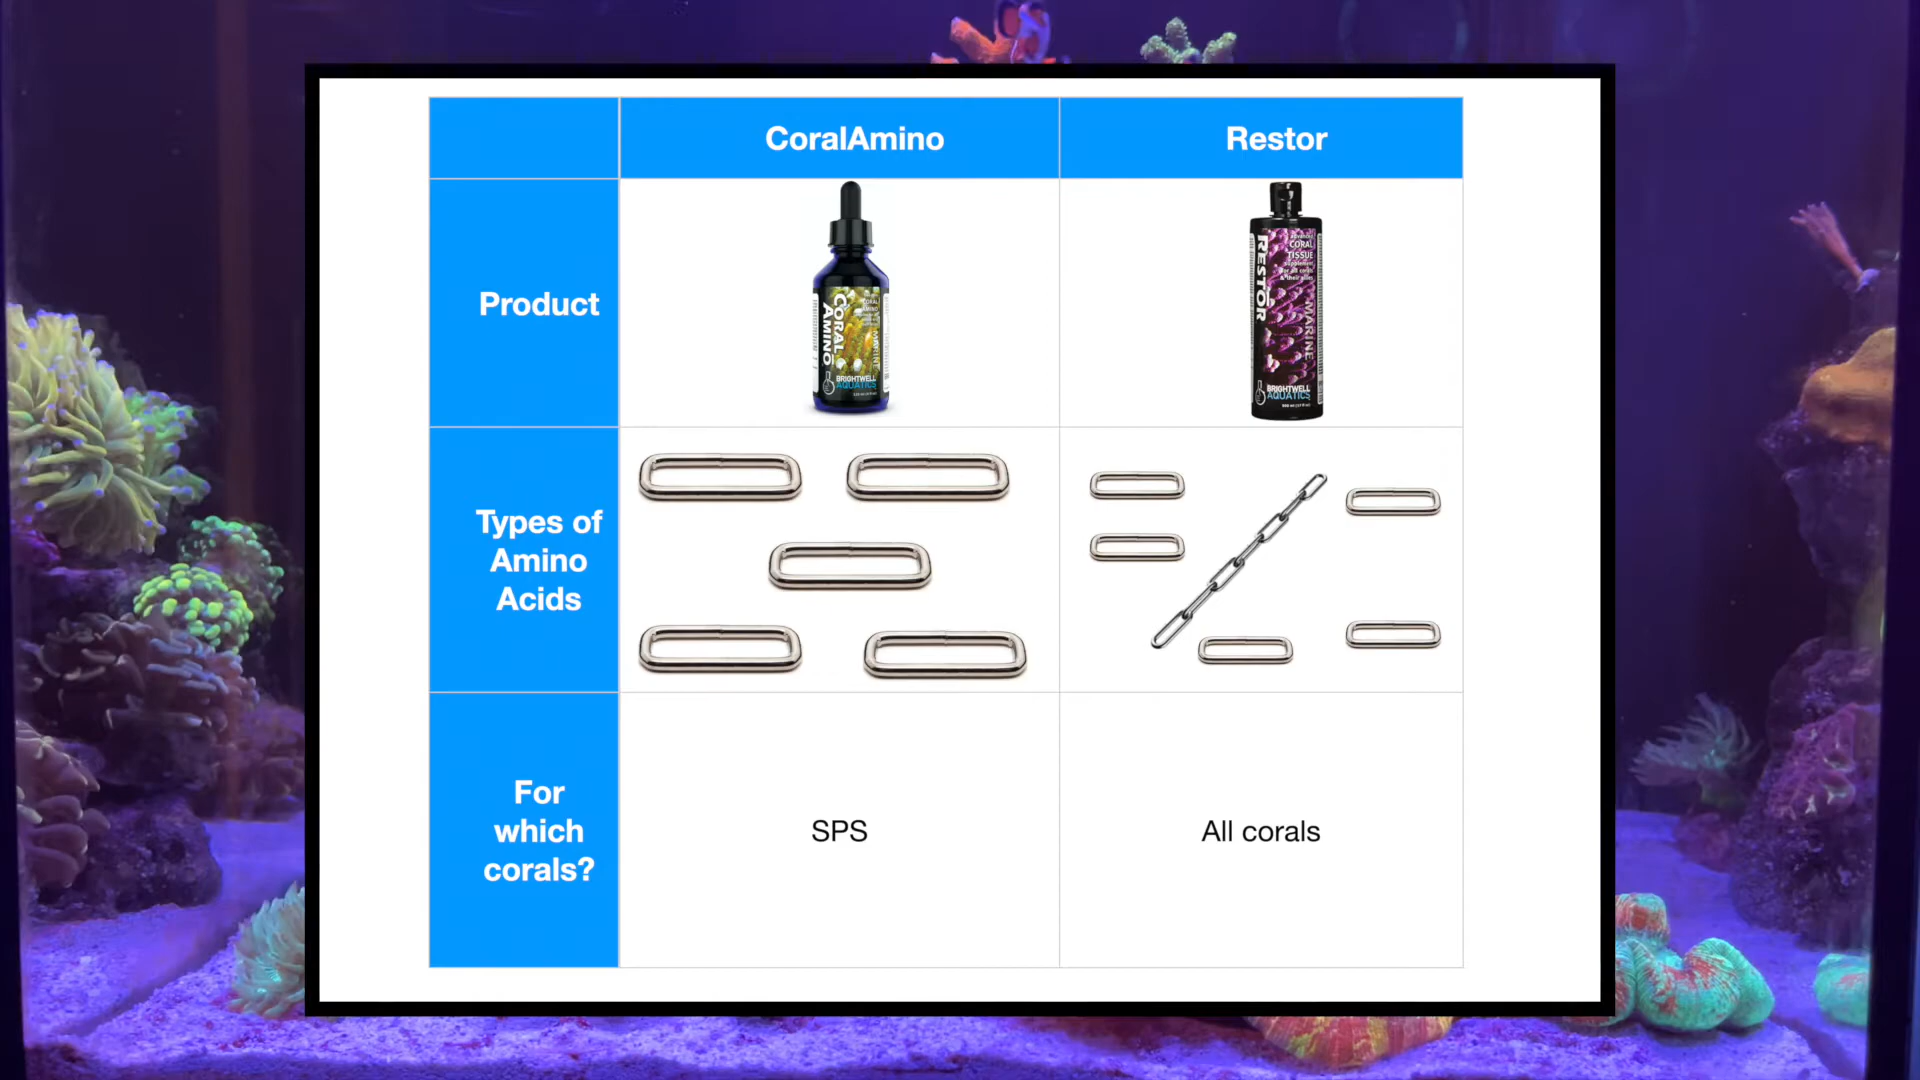 CoralAmino
Restor
Product
CORAL
AMINO
BRIGHTWELL
AQUATICS
RESTOR
CORAL
TISSUE
MARINE
BRIGHTWELL
AQUATICS
Types of
Amino
Acids
For
which
corals?
SPS
All corals